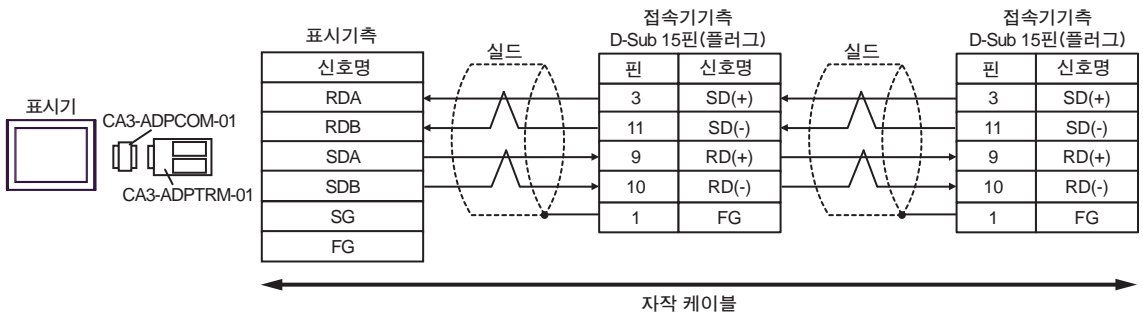 표시기
CA3-ADPCOM-01
CA3-ADPTRM-01
표시기측
신호명
RDA
RDB
SDA
SDB
SG
FG
실드
접속기기측
D-Sub 15핀(플러그)
핀 신호명
3 SD(+)
11 SD(-)
9 RD(+)
10 RD(-)
1 FG
실드
접속기기측
D-Sub 15핀(플러그)
핀 신호명
3 SD(+)
11 SD(-)
9 RD(+)
10 RD(-)
1 FG
자작 케이블